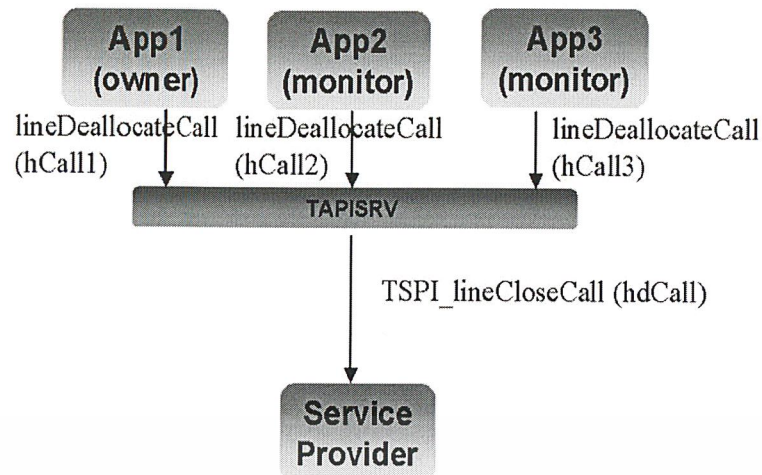 App1
(owner)
App2
(monitor)
App3
(monitor)
lineDeallocateCall
(hCall1)
lineDeallocateCall
(hCall2)
lineDeallocateCall
(hCall3)
TAPISRV
TSPI_lineCloseCall (hdCall)
Service
Provider